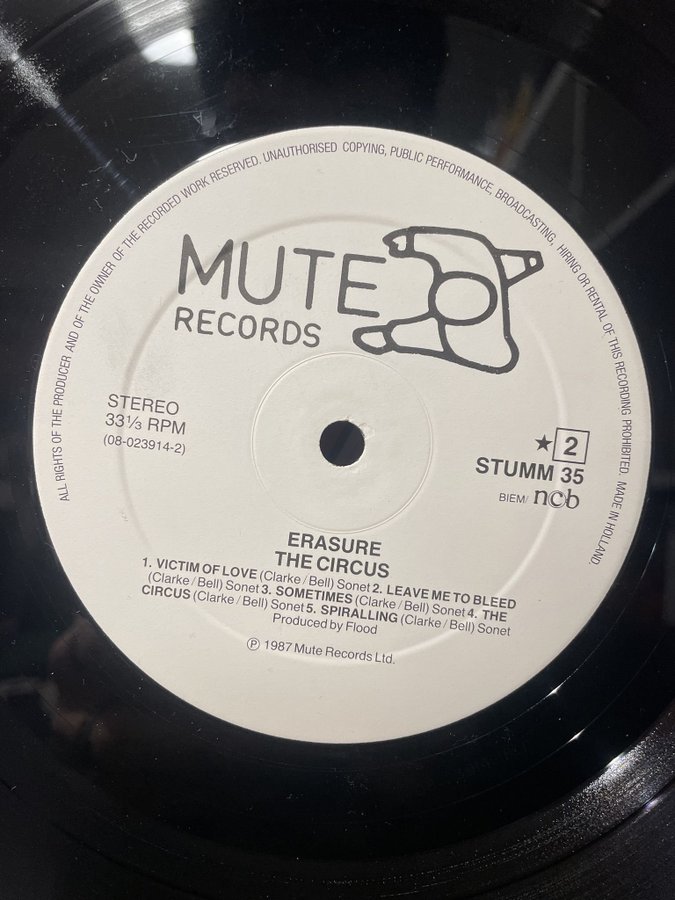 ALL RIGHTS OF THE PRODUCER AND OF THE OWNER OF THE RECORDED WORK RESERVED. UNAUTHORISED COPYING, PUBLIC PERFORMANCE, BROADCASTING, HIRING OR RENTAL OF THIS RECORDING PROHIBITED. MADE IN HOLLAND.
MUTE
RECORDS
STEREO
33⅓ RPM
(08-023914-2)
★ 2
STUMM 35
BIEM/ ncb
ERASURE
THE CIRCUS
1. VICTIM OF LOVE (Clarke/Bell) Sonet 2. LEAVE ME TO BLEED
(Clarke/Bell) Sonet 3. SOMETIMES (Clarke/Bell) Sonet 4. THE
CIRCUS (Clarke/Bell) Sonet 5. SPIRALLING (Clarke/Bell) Sonet
Produced by Flood
℗ 1987 Mute Records Ltd.